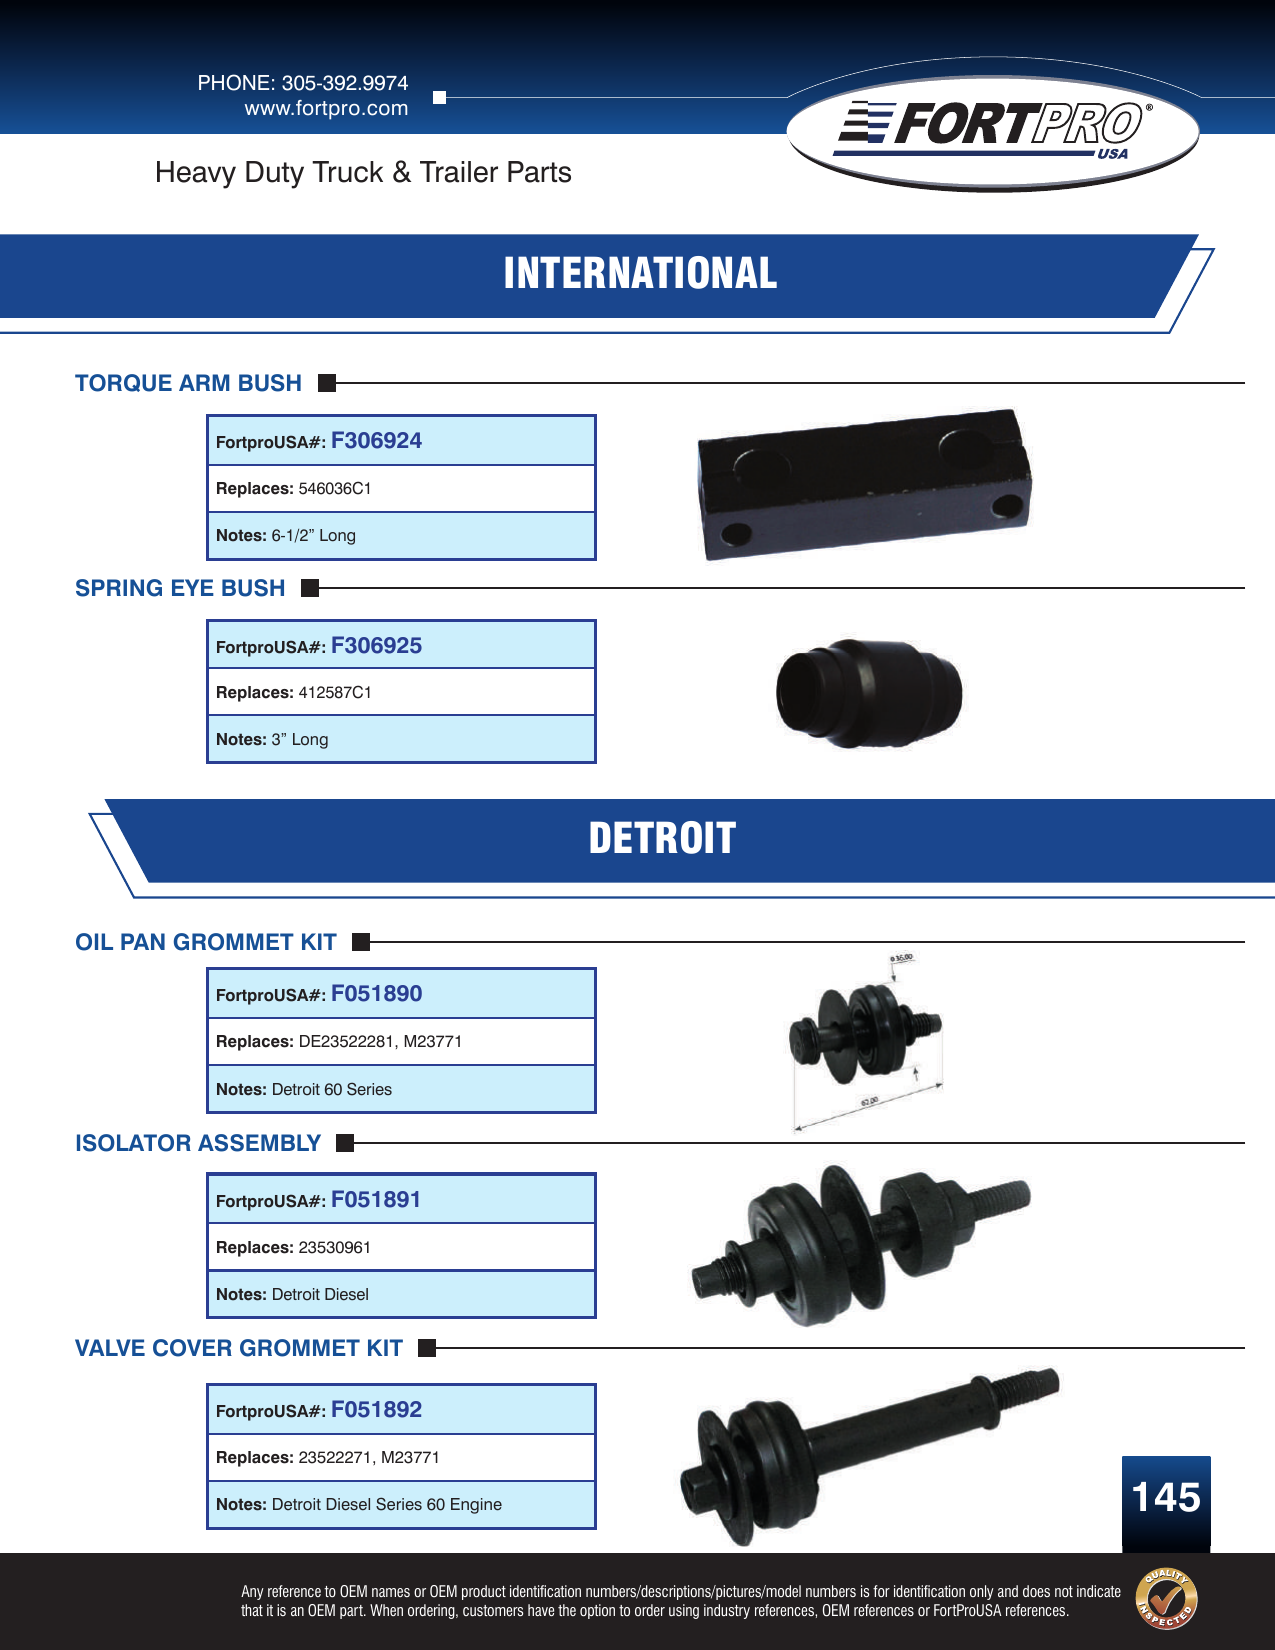 PHONE: 305-392.9974
www.fortpro.com
FORTPRO®
USA
Heavy Duty Truck & Trailer Parts
INTERNATIONAL
TORQUE ARM BUSH
FortproUSA#: F306924
Replaces: 546036C1
Notes: 6-1/2” Long
SPRING EYE BUSH
FortproUSA#: F306925
Replaces: 412587C1
Notes: 3” Long
DETROIT
OIL PAN GROMMET KIT
FortproUSA#: F051890
Replaces: DE23522281, M23771
Notes: Detroit 60 Series
ø 35.00
62.00
ISOLATOR ASSEMBLY
FortproUSA#: F051891
Replaces: 23530961
Notes: Detroit Diesel
VALVE COVER GROMMET KIT
FortproUSA#: F051892
Replaces: 23522271, M23771
Notes: Detroit Diesel Series 60 Engine
145
Any reference to OEM names or OEM product identification numbers/descriptions/pictures/model numbers is for identification only and does not indicate
that it is an OEM part. When ordering, customers have the option to order using industry references, OEM references or FortProUSA references.
QUALITY
INSPECTED